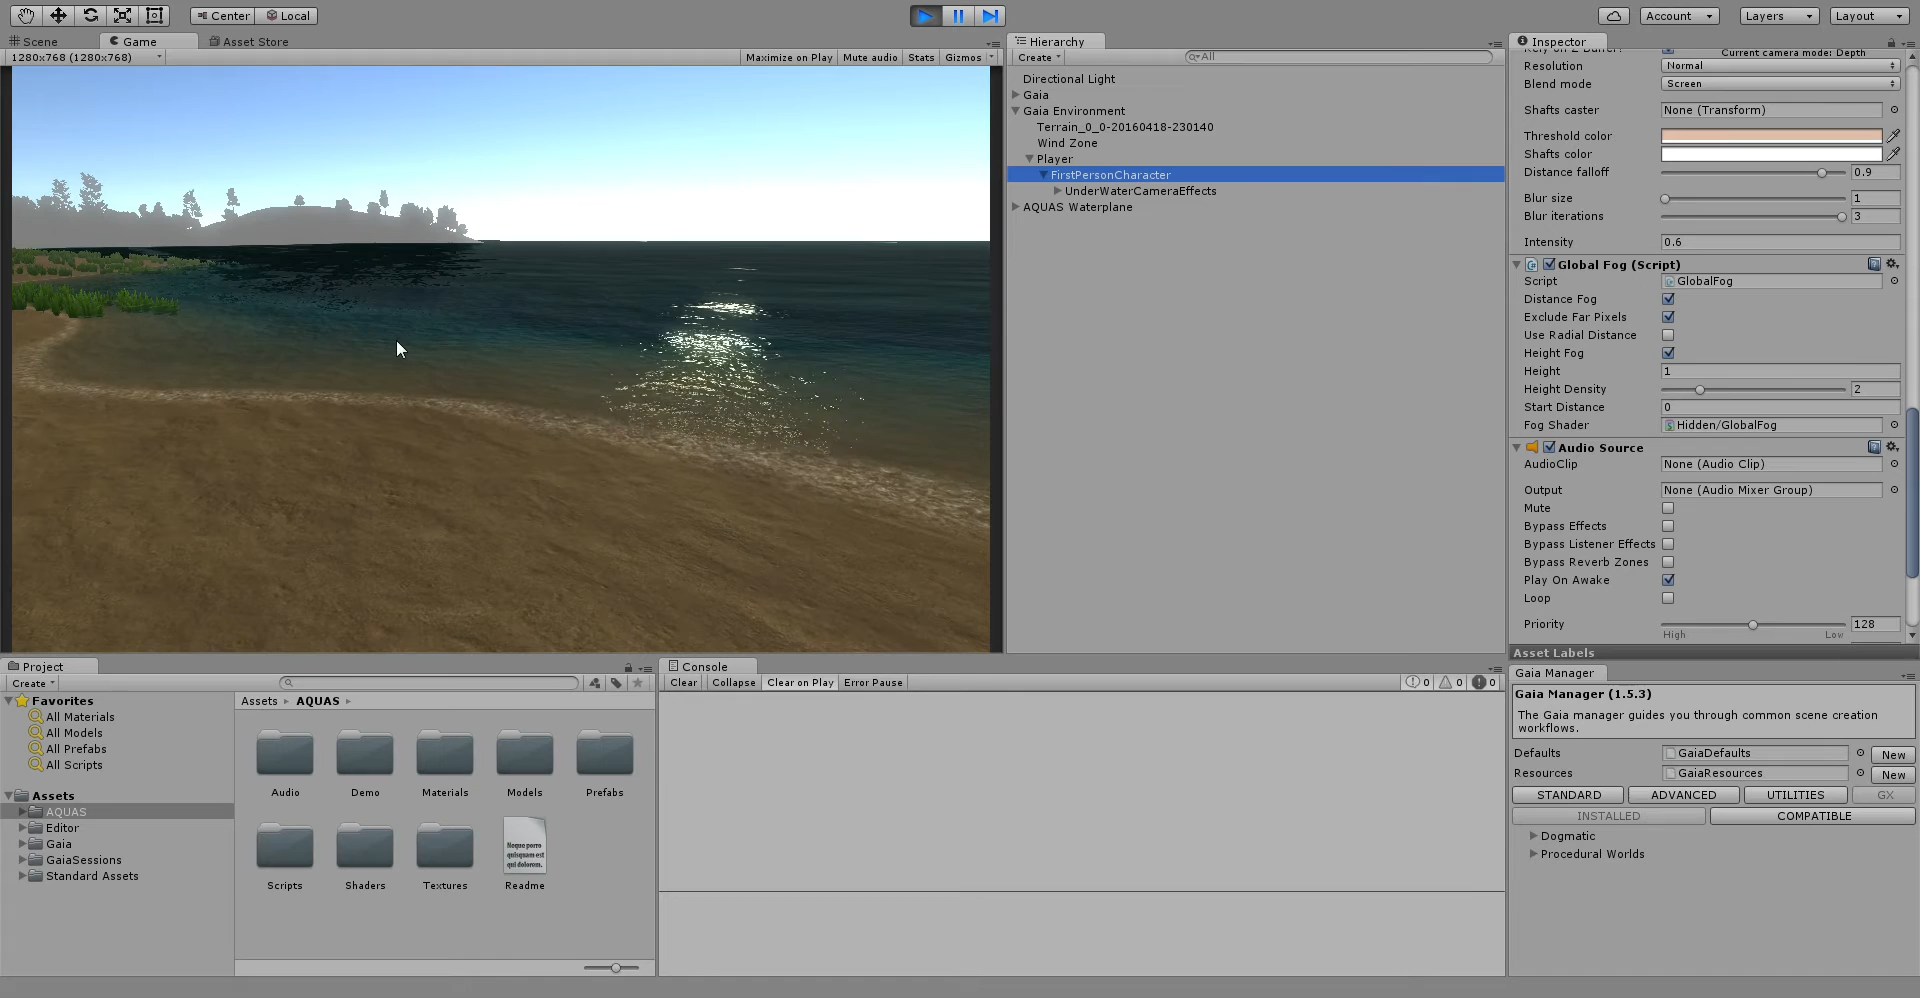 Center
Local
Account
Layers
Layout
Scene
Game
Asset Store
1280x768 (1280x768)
Maximize on Play
Mute audio
Stats
Gizmos
Hierarchy
Create
All
Directional Light
Gaia
Gaia Environment
Terrain_0_0-20160418-230140
Wind Zone
Player
FirstPersonCharacter
UnderWaterCameraEffects
AQUAS Waterplane
Inspector
Rely on Z Buffer? Current camera mode: Depth
Resolution Normal
Blend mode Screen
Shafts caster None (Transform)
Threshold color
Shafts color
Distance falloff 0.9
Blur size 1
Blur iterations 3
Intensity 0.6
Global Fog (Script)
Script GlobalFog
Distance Fog
Exclude Far Pixels
Use Radial Distance
Height Fog
Height 1
Height Density 2
Start Distance 0
Fog Shader Hidden/GlobalFog
Audio Source
AudioClip None (Audio Clip)
Output None (Audio Mixer Group)
Mute
Bypass Effects
Bypass Listener Effects
Bypass Reverb Zones
Play On Awake
Loop
Priority 128
High Low
Asset Labels
Project
Create
Favorites
All Materials
All Models
All Prefabs
All Scripts
Assets
AQUAS
Editor
Gaia
GaiaSessions
Standard Assets
Assets AQUAS
Audio
Demo
Materials
Models
Prefabs
Scripts
Shaders
Textures
Neque porro
quisquam est
qui dolorem.
Readme
Console
Clear
Collapse
Clear on Play
Error Pause
0
0
0
Gaia Manager
Gaia Manager (1.5.3)
The Gaia manager guides you through common scene creation
workflows.
Defaults GaiaDefaults New
Resources GaiaResources New
STANDARD
ADVANCED
UTILITIES
GX
INSTALLED
COMPATIBLE
Dogmatic
Procedural Worlds